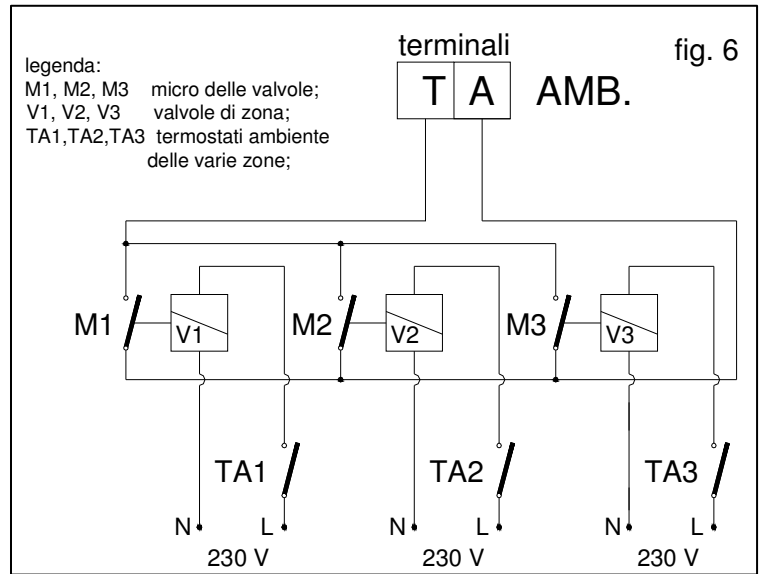 terminali
fig. 6
T A AMB.
legenda:
M1, M2, M3 micro delle valvole;
V1, V2, V3 valvole di zona;
TA1,TA2,TA3 termostati ambiente
delle varie zone;
M1 V1 M2 V2 M3 V3
TA1 TA2 TA3
N L N L N L
230 V 230 V 230 V